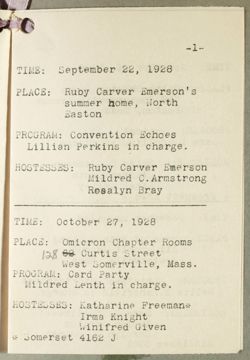 -1-
TIME: September 22, 1928
PLACE: Ruby Carver Emerson's
summer home, North
Easton
PROGRAM: Convention Echoes
Lillian Perkins in charge.
HOSTESSES: Ruby Carver Emerson
Mildred C.Armstrong
Rosalyn Bray
TIME: October 27, 1928
PLACE: Omicron Chapter Rooms
128 Curtis Street
West Somerville, Mass.
PROGRAM: Card Party
Mildred Lenth in charge.
HOSTESSES: Katharine Freeman*
Irma Knight
Winifred Given
* Somerset 4162 J